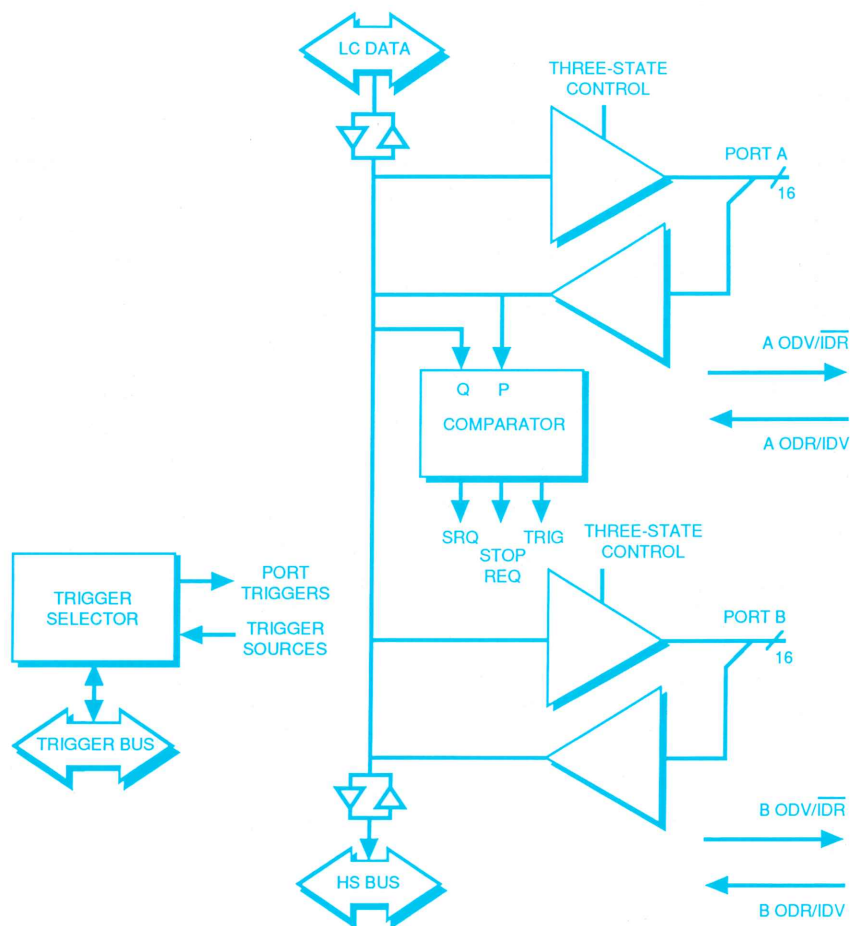 LC DATA
THREE-STATE
CONTROL
PORT A
16
A ODV/IDR
Q P
COMPARATOR
A ODR/IDV
SRQ
STOP
REQ
TRIG
THREE-STATE
CONTROL
TRIGGER
SELECTOR
PORT
TRIGGERS
TRIGGER
SOURCES
PORT B
16
TRIGGER BUS
B ODV/IDR
HS BUS
B ODR/IDV